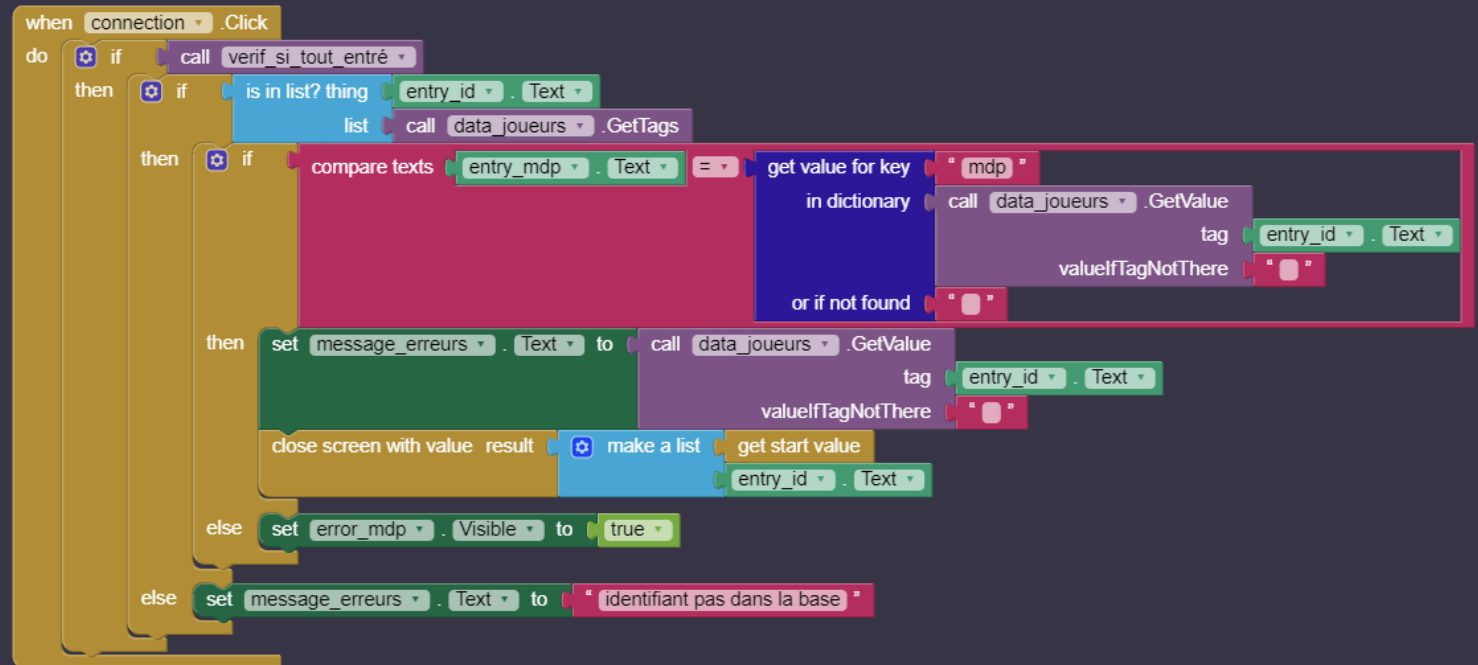 when connection .Click
do if call verif_si_tout_entré
then if is in list? thing entry_id . Text
list call data_joueurs .GetTags
then if compare texts entry_mdp . Text = get value for key " mdp "
in dictionary call data_joueurs .GetValue
tag entry_id . Text
valueIfTagNotThere " "
or if not found " "
then set message_erreurs . Text to call data_joueurs .GetValue
tag entry_id . Text
valueIfTagNotThere " "
close screen with value result make a list get start value
entry_id . Text
else set error_mdp . Visible to true
else set message_erreurs . Text to " identifiant pas dans la base "